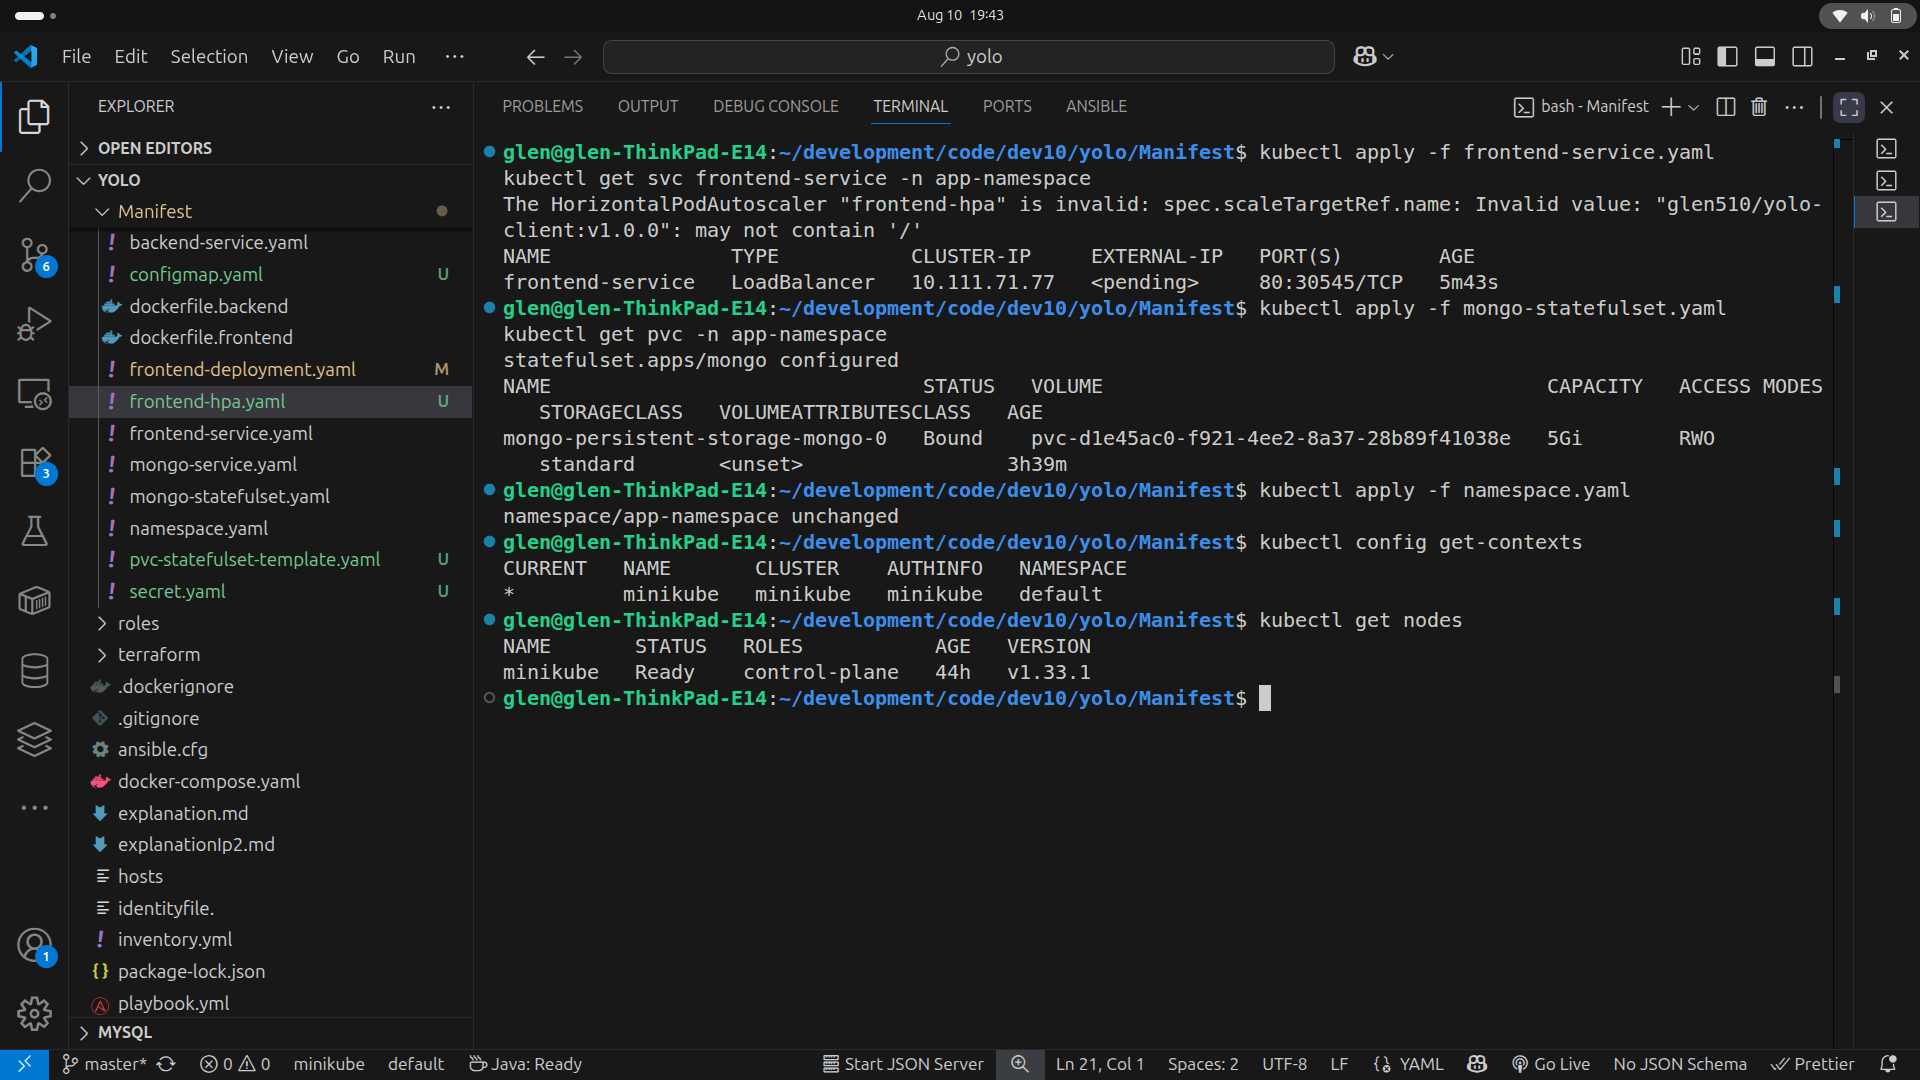 Aug 10 19:43
File Edit Selection View Go Run ···
yolo
EXPLORER
OPEN EDITORS
YOLO
Manifest
backend-service.yaml
configmap.yaml U
dockerfile.backend
dockerfile.frontend
frontend-deployment.yaml M
frontend-hpa.yaml U
frontend-service.yaml
mongo-service.yaml
mongo-statefulset.yaml
namespace.yaml
pvc-statefulset-template.yaml U
secret.yaml U
roles
terraform
.dockerignore
.gitignore
ansible.cfg
docker-compose.yaml
explanation.md
explanationIp2.md
hosts
identityfile.
inventory.yml
package-lock.json
playbook.yml
MYSQL
6
3
1
PROBLEMS OUTPUT DEBUG CONSOLE TERMINAL PORTS ANSIBLE
bash - Manifest
glen@glen-ThinkPad-E14:~/development/code/dev10/yolo/Manifest$ kubectl apply -f frontend-service.yaml
kubectl get svc frontend-service -n app-namespace
The HorizontalPodAutoscaler "frontend-hpa" is invalid: spec.scaleTargetRef.name: Invalid value: "glen510/yolo-
client:v1.0.0": may not contain '/'
NAME TYPE CLUSTER-IP EXTERNAL-IP PORT(S) AGE
frontend-service LoadBalancer 10.111.71.77 <pending> 80:30545/TCP 5m43s
glen@glen-ThinkPad-E14:~/development/code/dev10/yolo/Manifest$ kubectl apply -f mongo-statefulset.yaml
kubectl get pvc -n app-namespace
statefulset.apps/mongo configured
NAME STATUS VOLUME CAPACITY ACCESS MODES
STORAGECLASS VOLUMEATTRIBUTESCLASS AGE
mongo-persistent-storage-mongo-0 Bound pvc-d1e45ac0-f921-4ee2-8a37-28b89f41038e 5Gi RWO
standard <unset> 3h39m
glen@glen-ThinkPad-E14:~/development/code/dev10/yolo/Manifest$ kubectl apply -f namespace.yaml
namespace/app-namespace unchanged
glen@glen-ThinkPad-E14:~/development/code/dev10/yolo/Manifest$ kubectl config get-contexts
CURRENT NAME CLUSTER AUTHINFO NAMESPACE
* minikube minikube minikube default
glen@glen-ThinkPad-E14:~/development/code/dev10/yolo/Manifest$ kubectl get nodes
NAME STATUS ROLES AGE VERSION
minikube Ready control-plane 44h v1.33.1
glen@glen-ThinkPad-E14:~/development/code/dev10/yolo/Manifest$
master* 0 0 minikube default Java: Ready Start JSON Server Ln 21, Col 1 Spaces: 2 UTF-8 LF YAML Go Live No JSON Schema Prettier